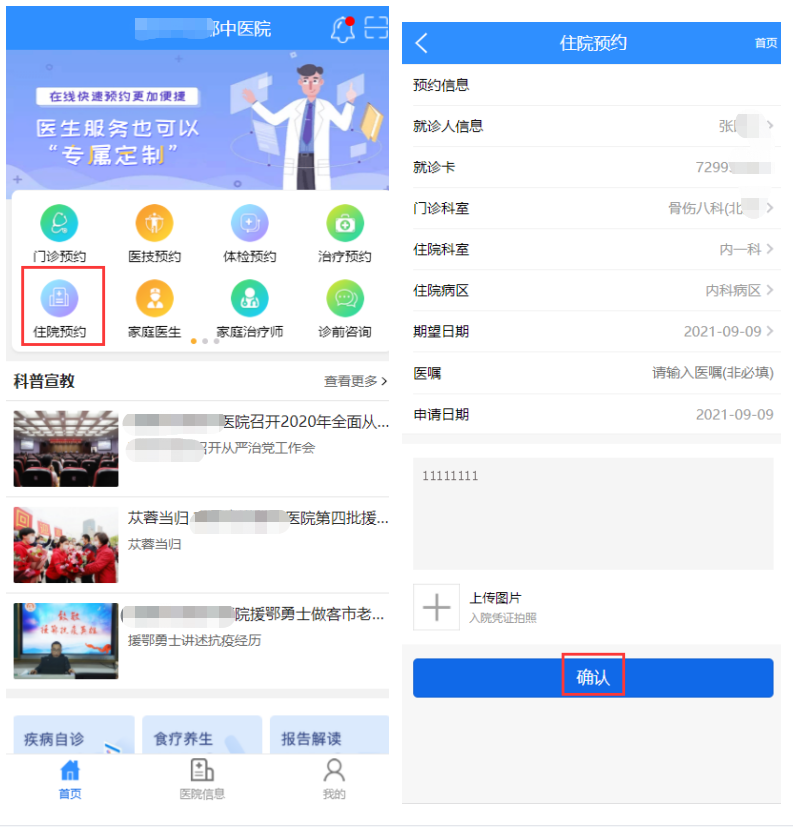 中医院
在线快速预约更加便捷
医生服务也可以
“专属定制”
门诊预约
医技预约
体检预约
治疗预约
住院预约
家庭医生
家庭治疗师
诊前咨询
科普宣教
查看更多
医院召开2020年全面从...
召开从严治党工作会
苁蓉当归
医院第四批援...
苁蓉当归
院援鄂勇士做客市老...
援鄂勇士讲述抗疫经历
疾病自诊
食疗养生
报告解读
首页
医院信息
我的
住院预约
首页
预约信息
就诊人信息
张
就诊卡
7299
门诊科室
骨伤八科(北
住院科室
内一科
住院病区
内科病区
期望日期
2021-09-09
医嘱
请输入医嘱(非必填)
申请日期
2021-09-09
11111111
上传图片
入院凭证拍照
确认